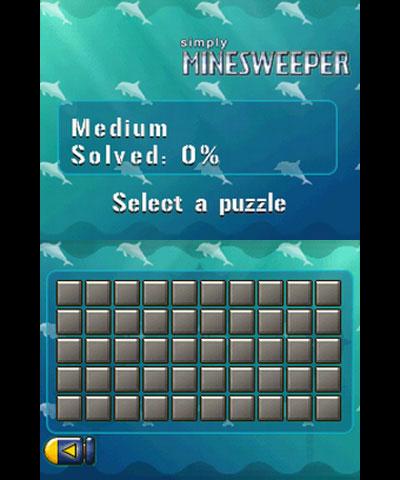 simply
MINESWEEPER
Medium
Solved: 0%
Select a puzzle